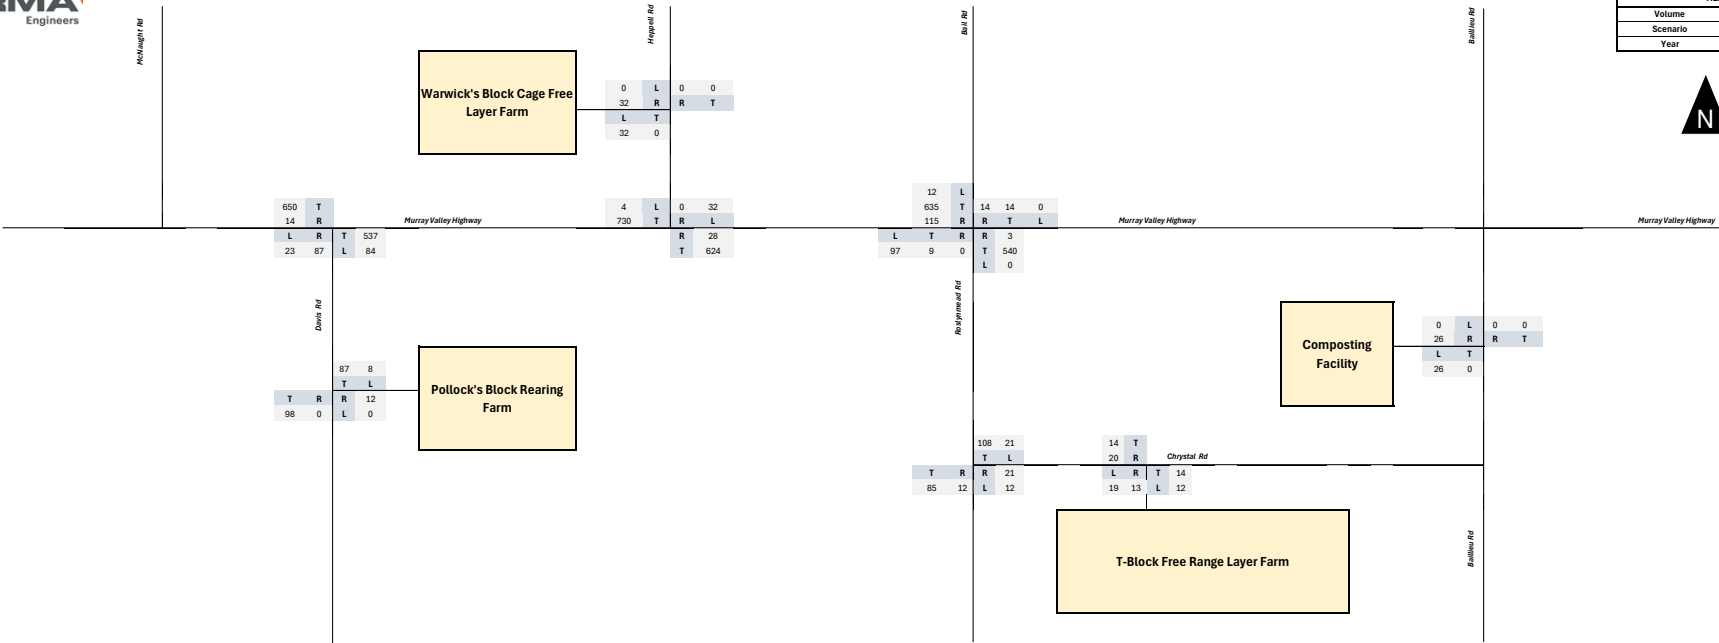 Engineers
McNaught Rd
Heppell Rd
Ball Rd
Baillieu Rd
Volume
Scenario
Year
N
Warwick's Block Cage Free
Layer Farm
0 L 0 0
32 R R T
L T
32 0
12 L
650 T
14 R
Murray Valley Highway
4 L 0 32
730 T R L
635 T 14 14 0
115 R R T L
Murray Valley Highway
Murray Valley Highway
L R T 537
23 87 L 84
R 28
T 624
L T R R 3
97 9 0 T 540
L 0
Davis Rd
Roslynmead Rd
Composting
Facility
0 L 0 0
26 R R T
L T
26 0
87 8
T L
T R R 12
98 0 L 0
Pollock's Block Rearing
Farm
108 21
T L
T R R 21
85 12 L 12
14 T
20 R
Chrystal Rd
L R T 14
19 13 L 12
T-Block Free Range Layer Farm
Baillieu Rd